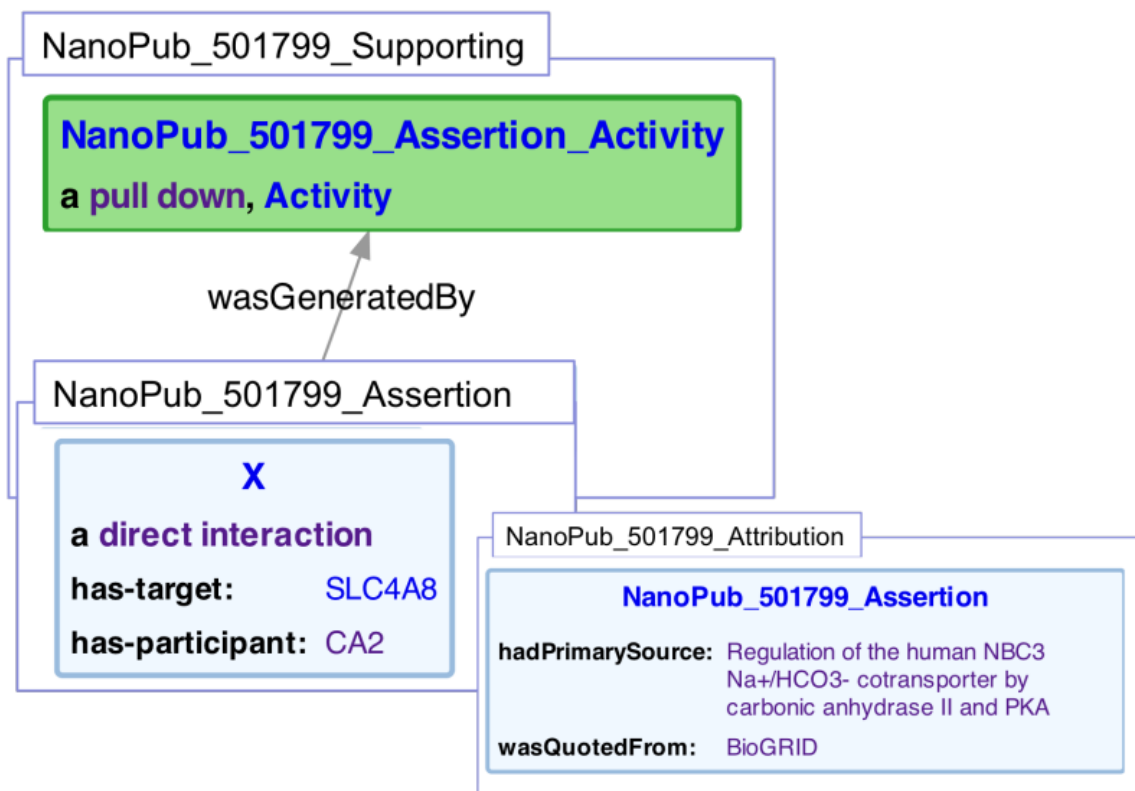 NanoPub_501799_Supporting
NanoPub_501799_Assertion_Activity
a pull down, Activity
wasGeneratedBy
NanoPub_501799_Assertion
X
a direct interaction
has-target: SLC4A8
has-participant: CA2
NanoPub_501799_Attribution
NanoPub_501799_Assertion
hadPrimarySource: Regulation of the human NBC3
Na+/HCO3- cotransporter by
carbonic anhydrase II and PKA
wasQuotedFrom: BioGRID